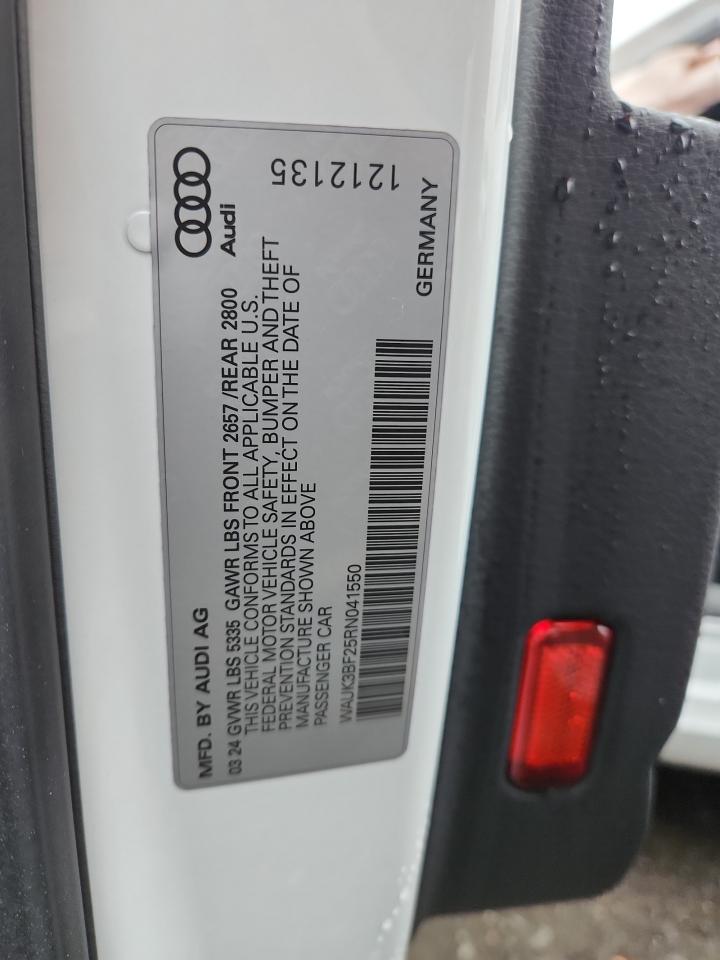 MFD. BY AUDI AG
Audi
03.24 GVWR LBS 5335 GAWR LBS FRONT 2657 /REAR 2800
THIS VEHICLE CONFORMS TO ALL APPLICABLE U.S.
FEDERAL MOTOR VEHICLE SAFETY, BUMPER AND THEFT
PREVENTION STANDARDS IN EFFECT ON THE DATE OF
MANUFACTURE SHOWN ABOVE
PASSENGER CAR
1212135
WAUK3BF25RN041550
GERMANY